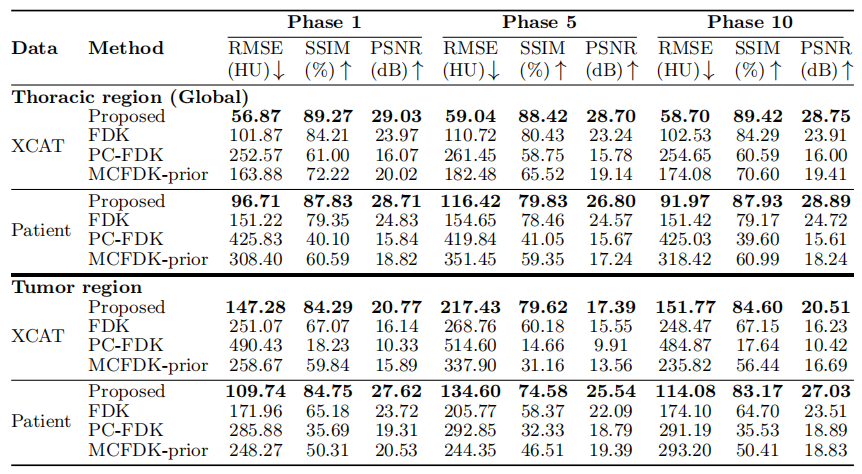 Phase 1 Phase 5 Phase 10
Data Method RMSE SSIM PSNR RMSE SSIM PSNR RMSE SSIM PSNR
(HU)↓ (%)↑ (dB)↑ (HU)↓ (%)↑ (dB)↑ (HU)↓ (%)↑ (dB)↑
Thoracic region (Global)
XCAT
Proposed 56.87 89.27 29.03 59.04 88.42 28.70 58.70 89.42 28.75
FDK 101.87 84.21 23.97 110.72 80.43 23.24 102.53 84.29 23.91
PC-FDK 252.57 61.00 16.07 261.45 58.75 15.78 254.65 60.59 16.00
MCFDK-prior 163.88 72.22 20.02 182.48 65.52 19.14 174.08 70.60 19.41
Patient
Proposed 96.71 87.83 28.71 116.42 79.83 26.80 91.97 87.93 28.89
FDK 151.22 79.35 24.83 154.65 78.46 24.57 151.42 79.17 24.72
PC-FDK 425.83 40.10 15.84 419.84 41.05 15.67 425.03 39.60 15.61
MCFDK-prior 308.40 60.59 18.82 351.45 59.35 17.24 318.42 60.99 18.24
Tumor region
XCAT
Proposed 147.28 84.29 20.77 217.43 79.62 17.39 151.77 84.60 20.51
FDK 251.07 67.07 16.14 268.76 60.18 15.55 248.47 67.15 16.23
PC-FDK 490.43 18.23 10.33 514.60 14.66 9.91 484.87 17.64 10.42
MCFDK-prior 258.67 59.84 15.89 337.90 31.16 13.56 235.82 56.44 16.69
Patient
Proposed 109.74 84.75 27.62 134.60 74.58 25.54 114.08 83.17 27.03
FDK 171.96 65.18 23.72 205.77 58.37 22.09 174.10 64.70 23.51
PC-FDK 285.88 35.69 19.31 292.85 32.33 18.79 291.19 35.53 18.89
MCFDK-prior 248.27 50.31 20.53 244.35 46.51 19.39 293.20 50.41 18.83